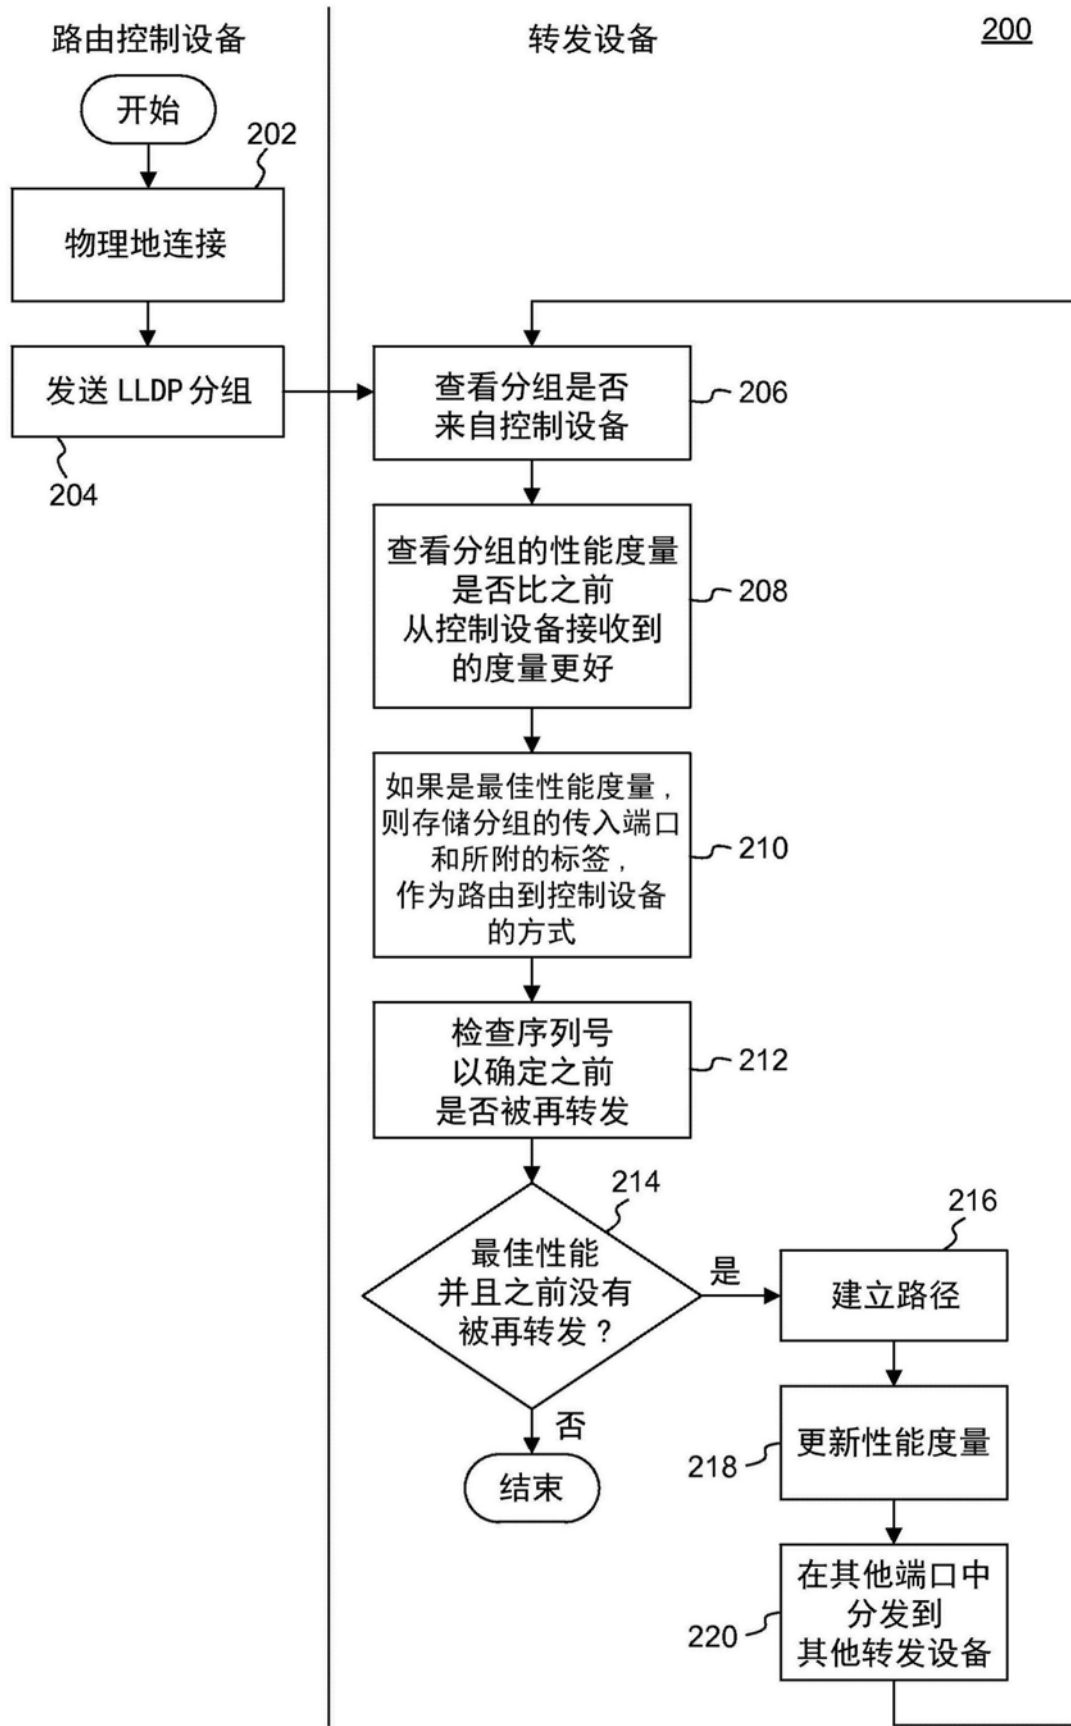 路由控制设备
转发设备
200
开始
202
物理地连接
发送 LLDP 分组
204
查看分组是否
来自控制设备
206
查看分组的性能度量
是否比之前
从控制设备接收到
的度量更好
208
如果是最佳性能度量，
则存储分组的传入端口
和所附的标签，
作为路由到控制设备
的方式
210
检查序列号
以确定之前
是否被再转发
212
214
最佳性能
并且之前没有
被再转发？
是
否
结束
216
建立路径
更新性能度量
218
在其他端口中
分发到
其他转发设备
220